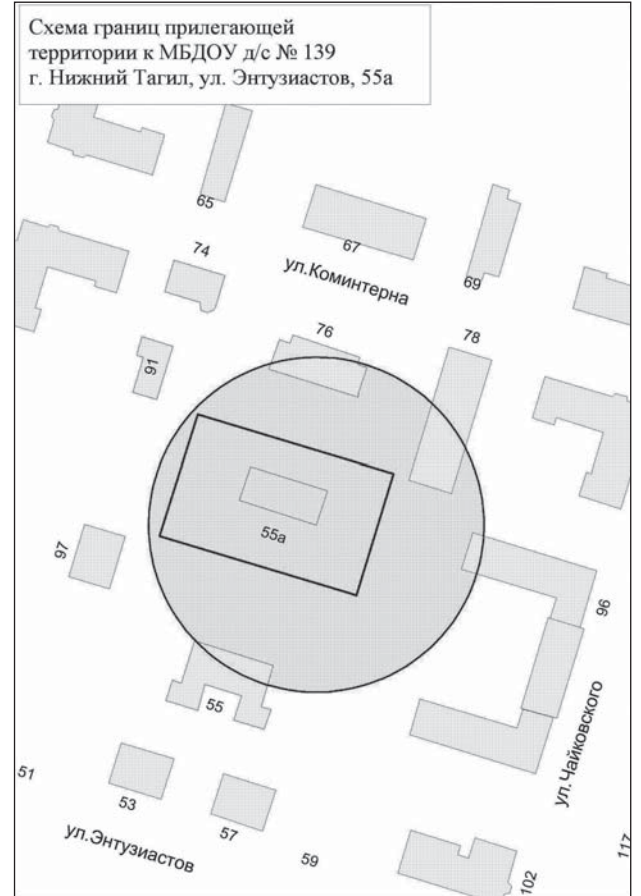 Схема границ прилегающей
территории к МБДОУ д/с № 139
г. Нижний Тагил, ул. Энтузиастов, 55а
65
74
67
ул.Коминтерна
69
76
78
91
55а
97
96
55
ул.Чайковского
51
53
57
ул.Энтузиастов
59
102
117